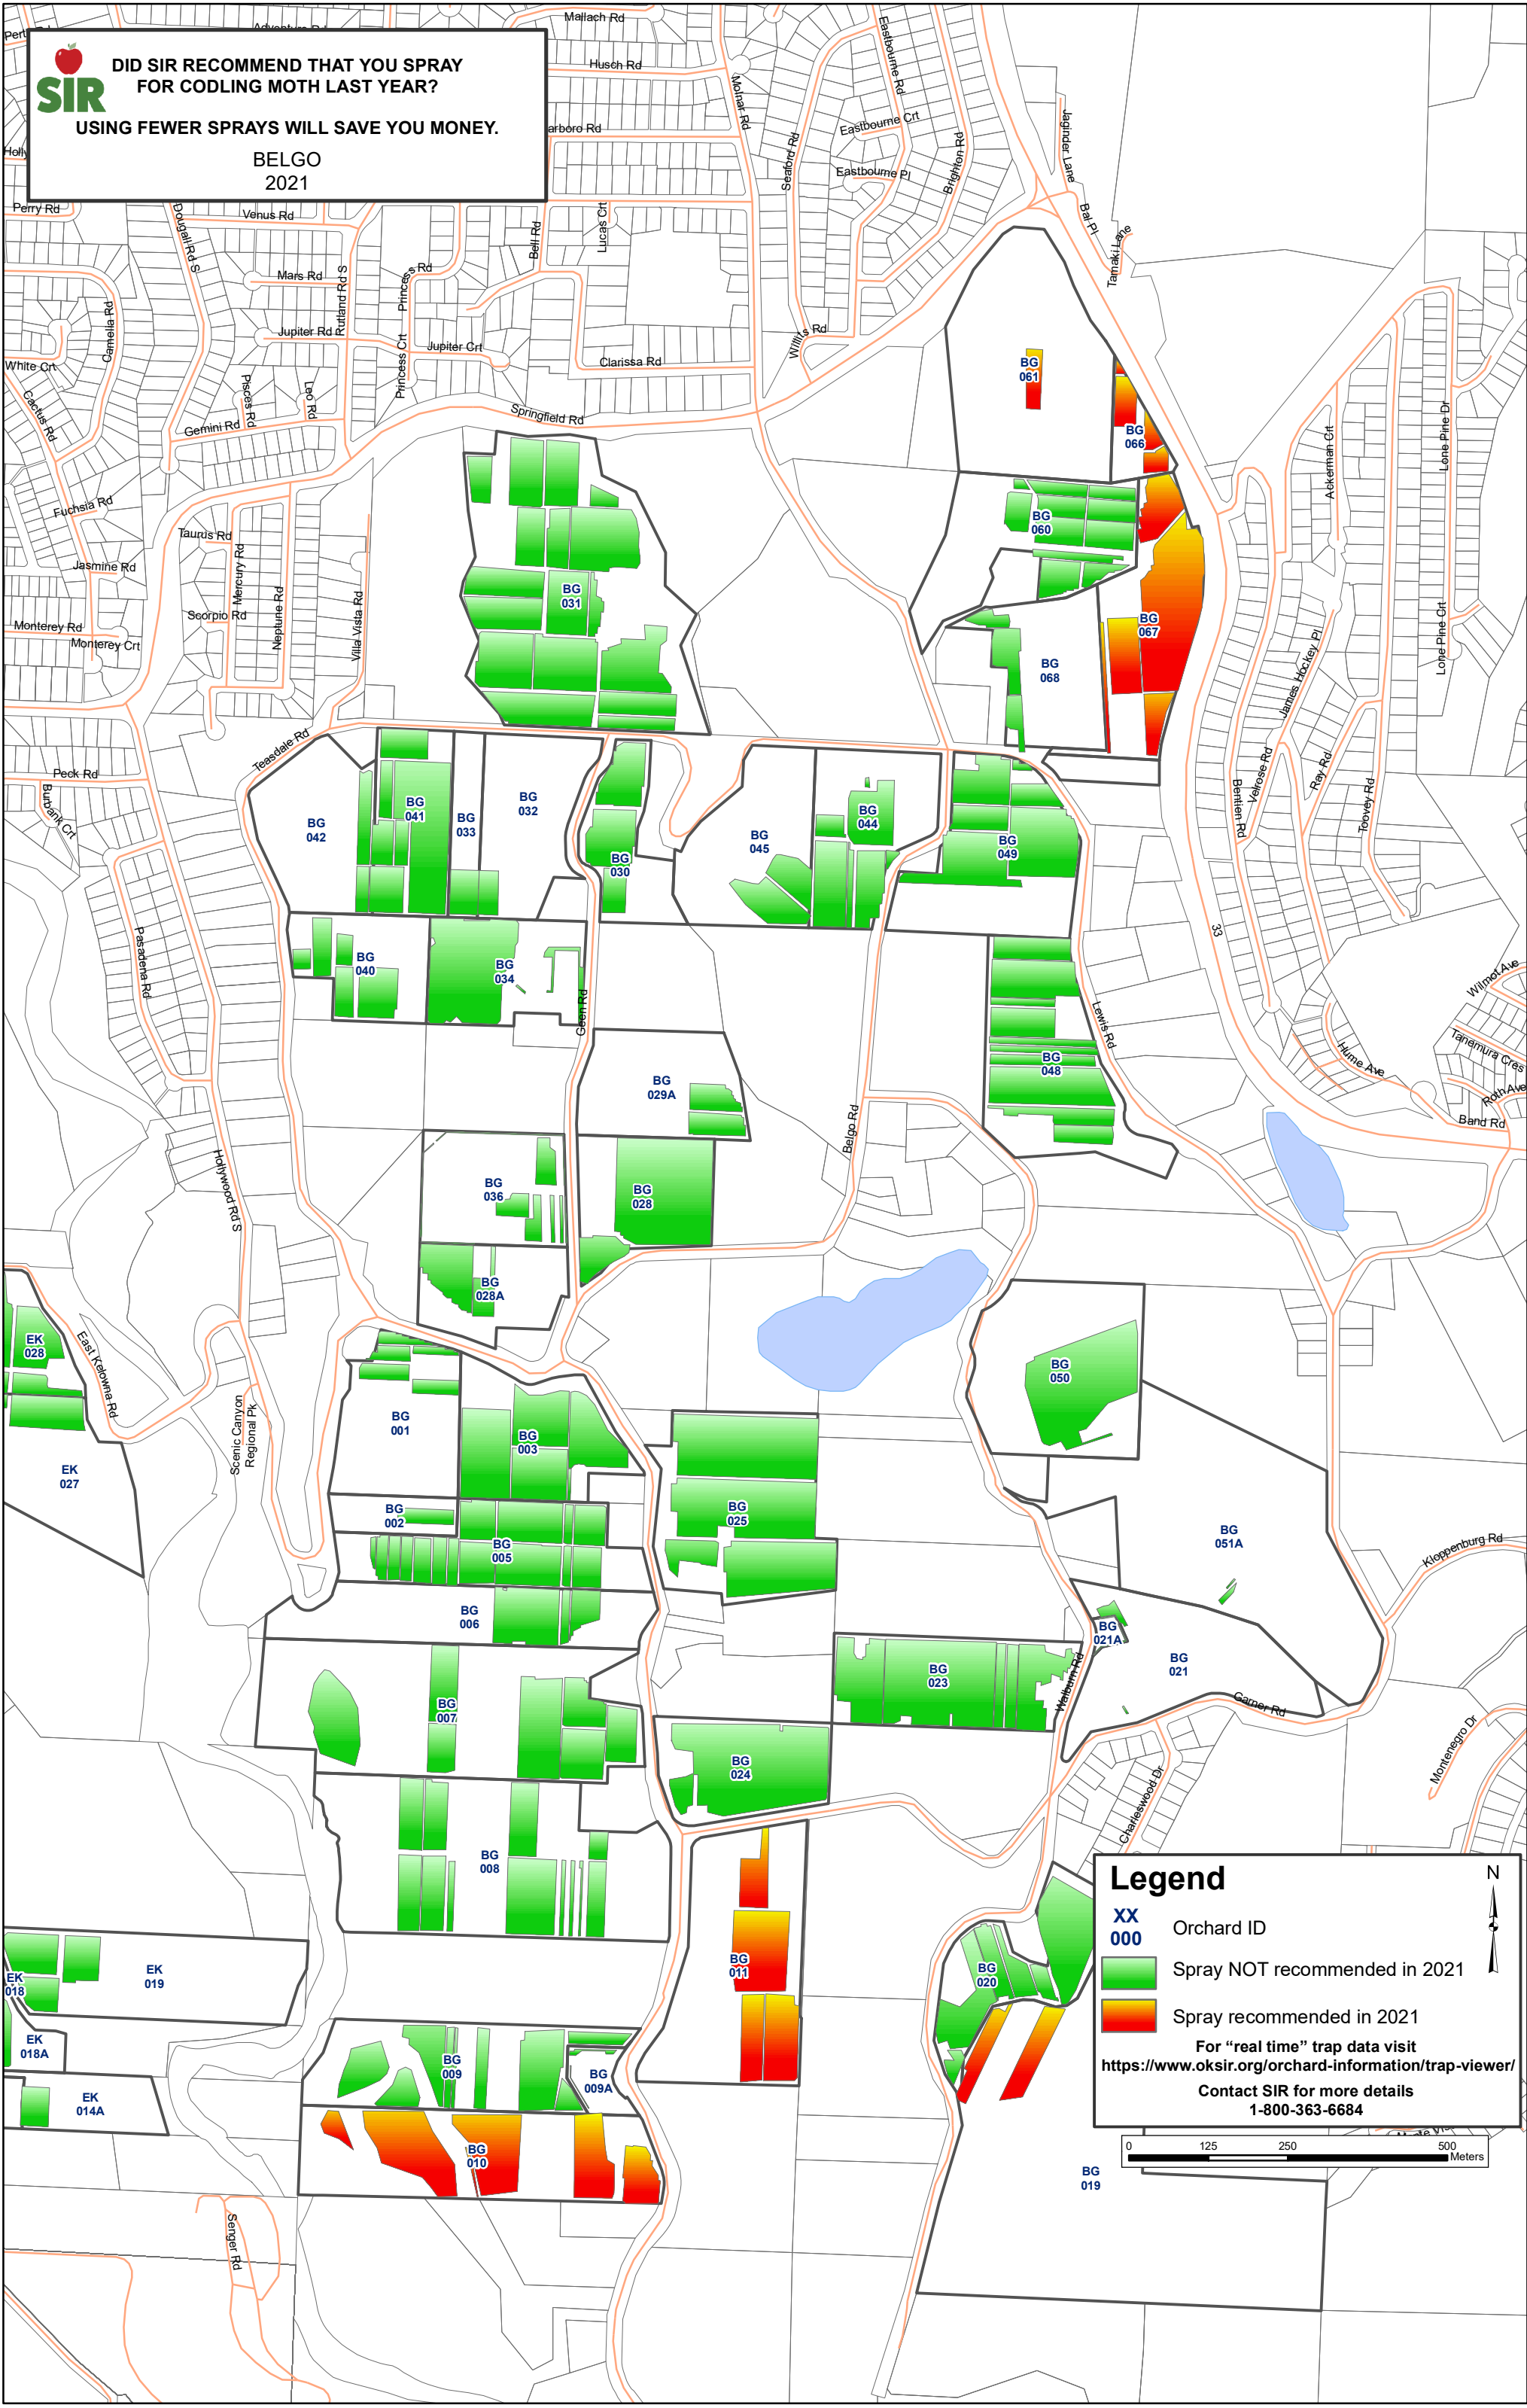 SIR
DID SIR RECOMMEND THAT YOU SPRAY
FOR CODLING MOTH LAST YEAR?
USING FEWER SPRAYS WILL SAVE YOU MONEY.
BELGO
2021
Mallach Rd
Husch Rd
Molnar Rd
Eastbourne Rd
Eastbourne Crt
Eastbourne Pl
Seaford Rd
Brighton Rd
Jaginder Lane
Bal Pl
Tamaki Lane
Perry Rd
Dougall Rd S
Venus Rd
Mars Rd
Rutland Rd S
Princess Rd
Bell Rd
Lucas Crt
Camelia Rd
Jupiter Rd
Jupiter Crt
Princess Crt
Clarissa Rd
Willits Rd
White Crt
Cactus Rd
Pisces Rd
Leo Rd
Gemini Rd
Springfield Rd
BG
061
BG
066
Ackerman Crt
Lone Pine Dr
Fuchsia Rd
Taurus Rd
Mercury Rd
Jasmine Rd
Neptune Rd
Scorpio Rd
Villa Vista Rd
Monterey Rd
Monterey Crt
BG
031
BG
060
BG
067
BG
068
James Hockey Pl
Lone Pine Crt
Teasdale Rd
Peck Rd
Burbank Crt
BG
042
BG
041
BG
033
BG
032
BG
030
BG
045
BG
044
BG
049
Velrose Rd
Bentien Rd
Ray Rd
Toovey Rd
33
Pasadena Rd
BG
040
BG
034
Geen Rd
Wilmot Ave
Tanemura Cres
Roth Ave
Band Rd
Hume Ave
Lewis Rd
BG
048
BG
029A
Belgo Rd
Hollywood Rd S
BG
036
BG
028
BG
028A
EK
028
East Kelowna Rd
EK
027
Scenic Canyon
Regional Pk
BG
001
BG
003
BG
050
BG
002
BG
005
BG
025
BG
051A
Kloppenburg Rd
BG
006
BG
021A
BG
021
BG
023
Walburn Rd
Garner Rd
BG
007
BG
024
Montenegro Dr
Charleswood Dr
BG
008
BG
011
BG
020
EK
019
EK
018
EK
018A
EK
014A
BG
009
BG
009A
BG
010
BG
019
Senger Rd
Legend
N
XX
000
Orchard ID
Spray NOT recommended in 2021
Spray recommended in 2021
For “real time” trap data visit
https://www.oksir.org/orchard-information/trap-viewer/
Contact SIR for more details
1-800-363-6684
0 125 250 500
Meters